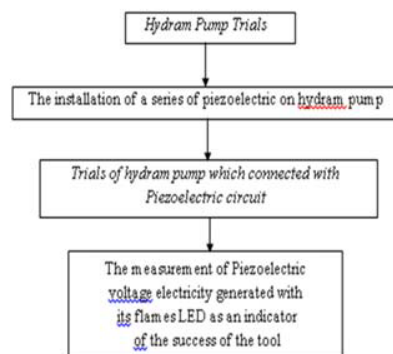 Hydram Pump Trials
The installation of a series of piezoelectric on hydram pump
Trials of hydram pump which connected with
Piezoelectric circuit
The measurement of Piezoelectric
voltage electricity generated with
its flames LED as an indicator
of the success of the tool